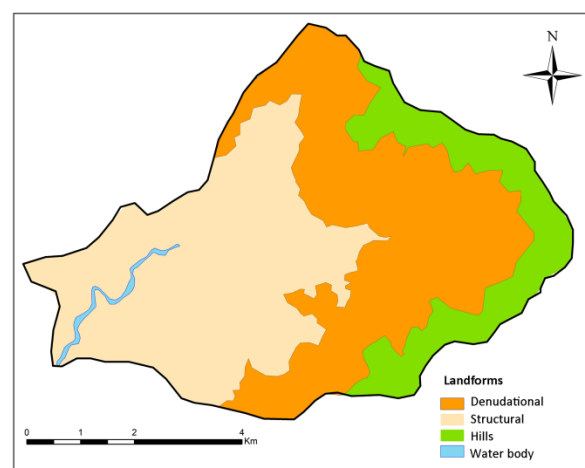 N
Landforms
Denudational
Structural
Hills
Water body
0 1 2 4
Km